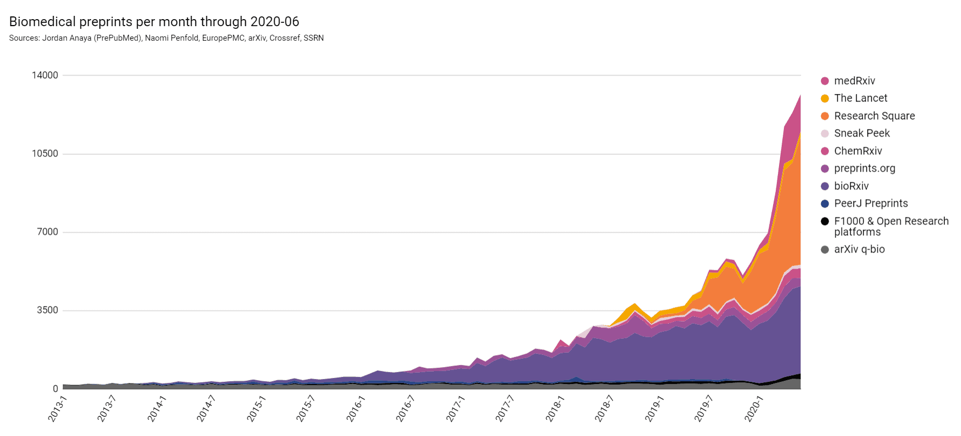 Biomedical preprints per month through 2020-06
Sources: Jordan Anaya (PrePubMed), Naomi Penfold, EuropePMC, arXiv, Crossref, SSRN
14000
10500
7000
3500
0
2013-1
2013-7
2014-1
2014-7
2015-1
2015-7
2016-1
2016-7
2017-1
2017-7
2018-1
2018-7
2019-1
2019-7
2020-1
medRxiv
The Lancet
Research Square
Sneak Peek
ChemRxiv
preprints.org
bioRxiv
PeerJ Preprints
F1000 & Open Research
platforms
arXiv q-bio